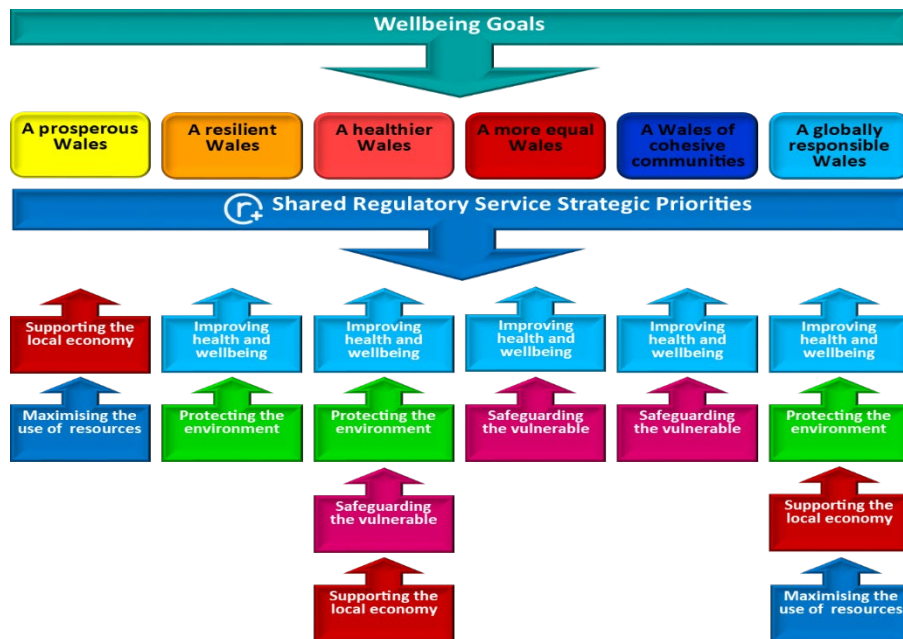 Wellbeing Goals
A prosperous
Wales
A resilient
Wales
A healthier
Wales
A more equal
Wales
A Wales of
cohesive
communities
A globally
responsible
Wales
r+ Shared Regulatory Service Strategic Priorities
Supporting the
local economy
Improving
health and
wellbeing
Improving
health and
wellbeing
Improving
health and
wellbeing
Improving
health and
wellbeing
Improving
health and
wellbeing
Maximising the
use of resources
Protecting the
environment
Protecting the
environment
Safeguarding
the vulnerable
Safeguarding
the vulnerable
Protecting the
environment
Safeguarding
the vulnerable
Supporting the
local economy
Supporting the
local economy
Maximising the
use of resources